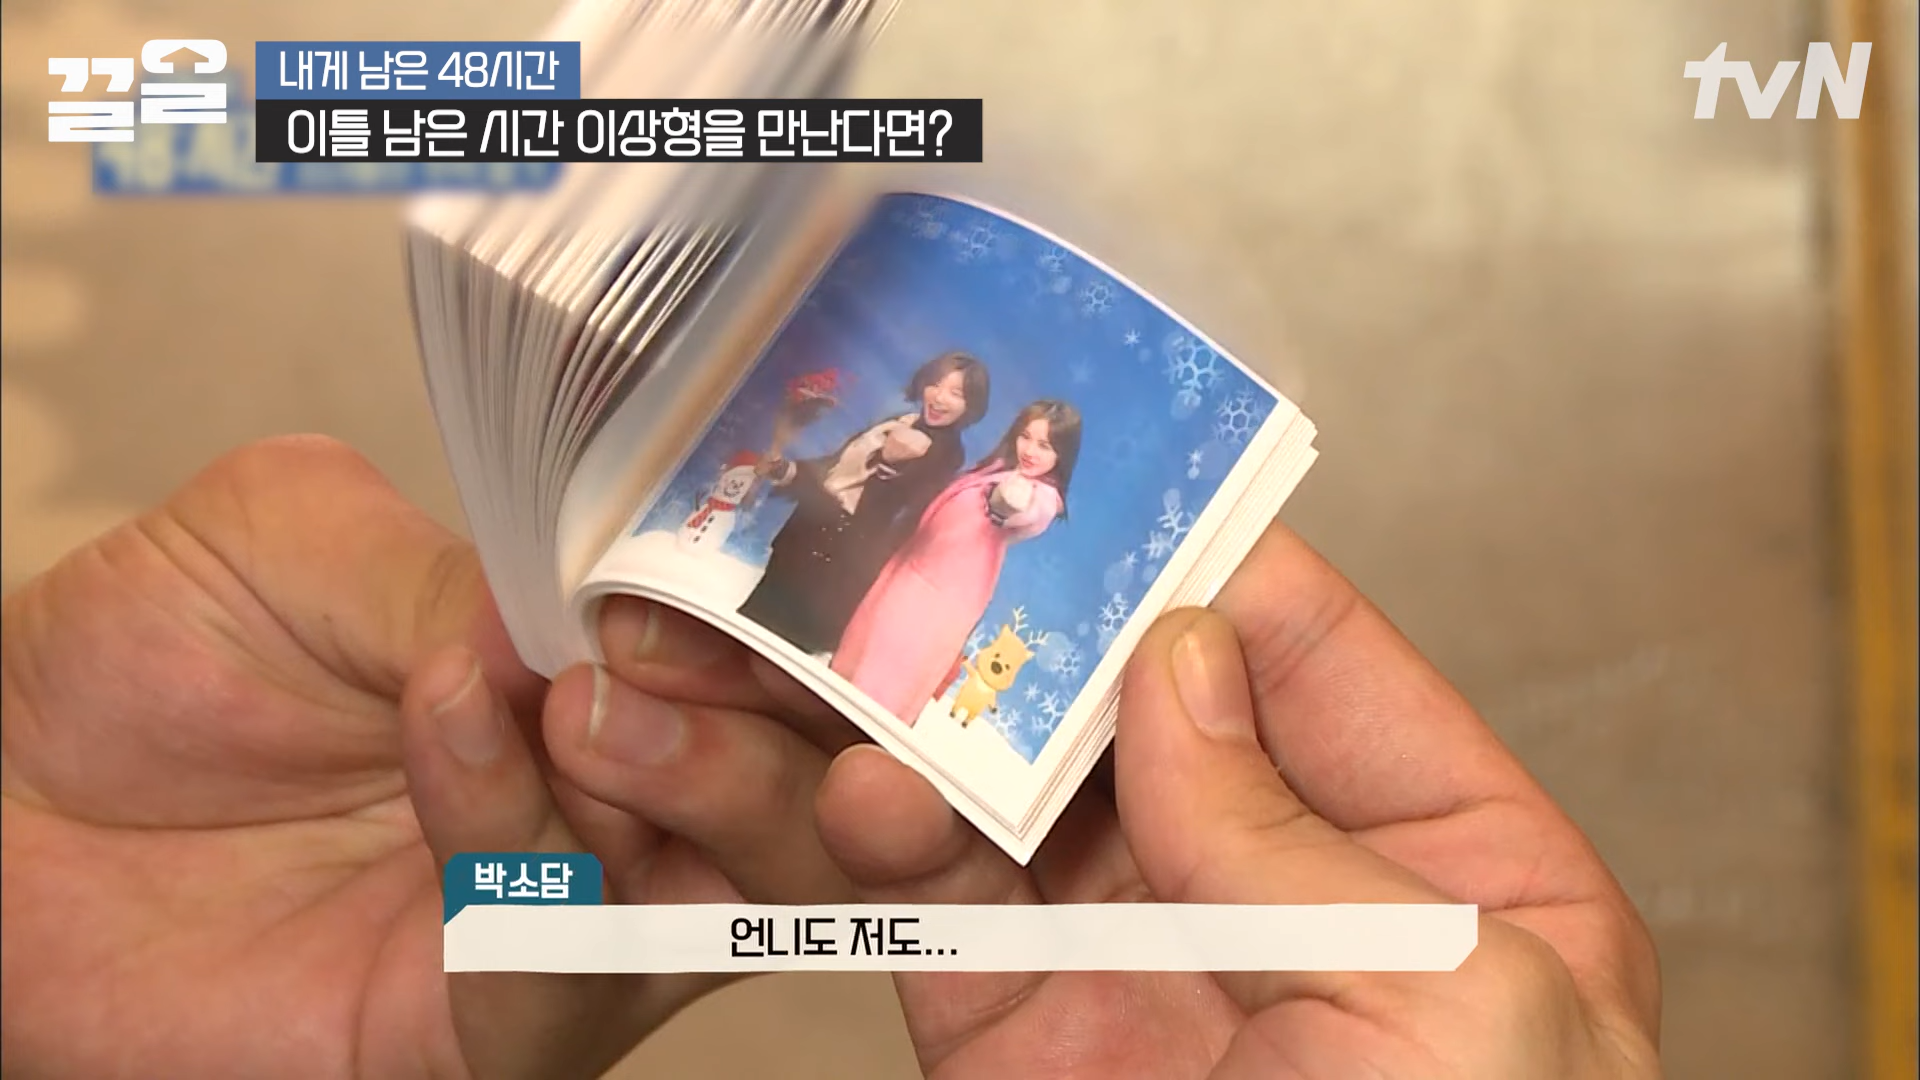 끌올
내게 남은 48시간
이틀 남은 시간 이상형을 만난다면?
tvN
박소담
언니도 저도...